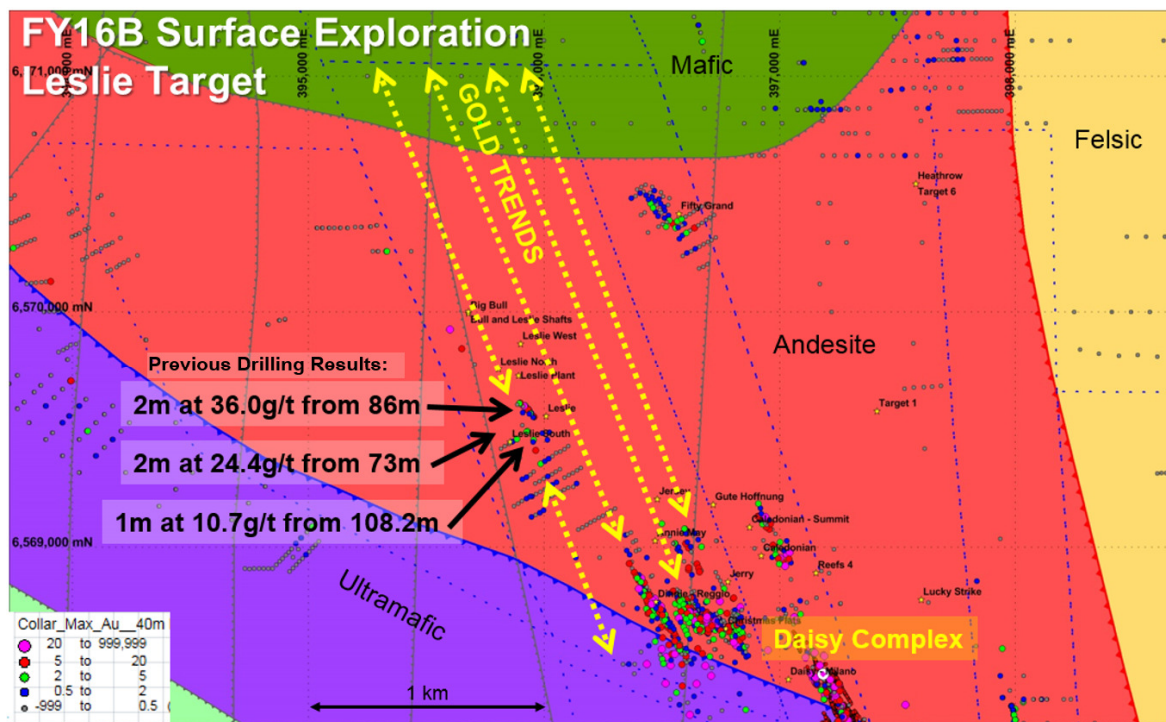 FY16B Surface Exploration
Leslie Target
6,571,000 mN
395,000 mE
397,000 mE
398,000 mE
Mafic
Felsic
GOLD TRENDS
Heathrow
Target 6
Fifty Grand
6,570,000 mN
Big Bull
Bull and Leslie Shafts
Leslie West
Andesite
Previous Drilling Results:
Leslie North
Leslie Plant
2m at 36.0g/t from 86m
Leslie
Target 1
Leslie South
2m at 24.4g/t from 73m
Jersey
Gute Hoffnung
1m at 10.7g/t from 108.2m
Caledonian - Summit
Annie May
6,569,000 mN
Caledonian
Reefs 4
Jerry
Ultramafic
Lucky Strike
Christmas Flats
Daisy Complex
Daisy Milano
Collar_Max_Au__40m
20 to 999,999
5 to 20
2 to 5
0.5 to 2
-999 to 0.5
1 km